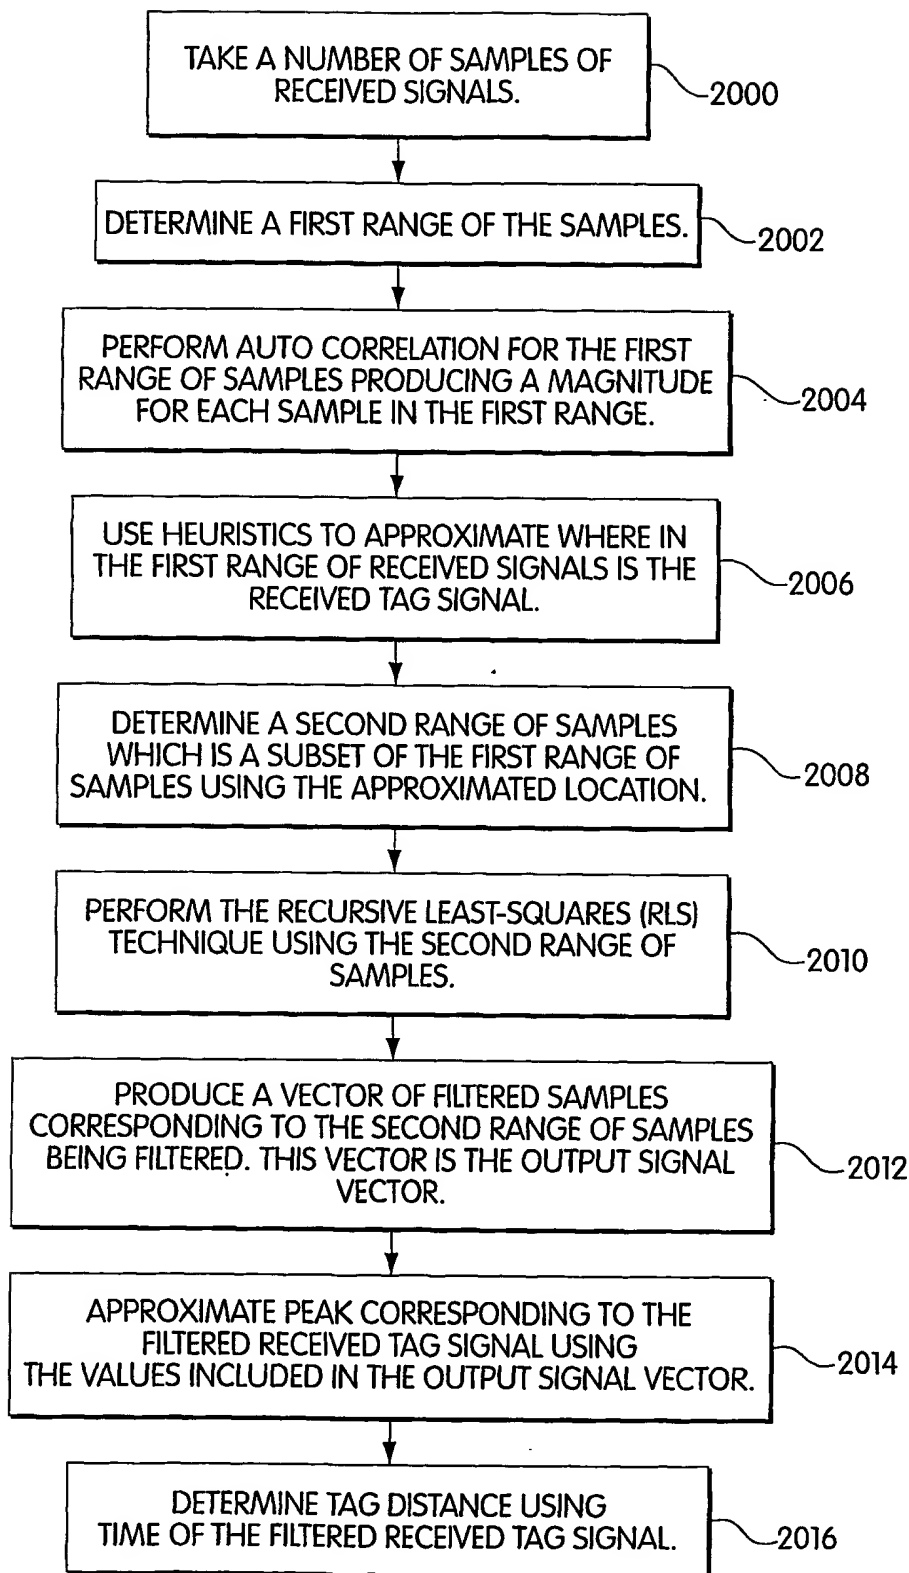 TAKE A NUMBER OF SAMPLES OF
RECEIVED SIGNALS.
2000
DETERMINE A FIRST RANGE OF THE SAMPLES.
2002
PERFORM AUTO CORRELATION FOR THE FIRST
RANGE OF SAMPLES PRODUCING A MAGNITUDE
FOR EACH SAMPLE IN THE FIRST RANGE.
2004
USE HEURISTICS TO APPROXIMATE WHERE IN
THE FIRST RANGE OF RECEIVED SIGNALS IS THE
RECEIVED TAG SIGNAL.
2006
DETERMINE A SECOND RANGE OF SAMPLES
WHICH IS A SUBSET OF THE FIRST RANGE OF
SAMPLES USING THE APPROXIMATED LOCATION.
2008
PERFORM THE RECURSIVE LEAST-SQUARES (RLS)
TECHNIQUE USING THE SECOND RANGE OF
SAMPLES.
2010
PRODUCE A VECTOR OF FILTERED SAMPLES
CORRESPONDING TO THE SECOND RANGE OF SAMPLES
BEING FILTERED. THIS VECTOR IS THE OUTPUT SIGNAL
VECTOR.
2012
APPROXIMATE PEAK CORRESPONDING TO THE
FILTERED RECEIVED TAG SIGNAL USING
THE VALUES INCLUDED IN THE OUTPUT SIGNAL VECTOR.
2014
DETERMINE TAG DISTANCE USING
TIME OF THE FILTERED RECEIVED TAG SIGNAL.
2016